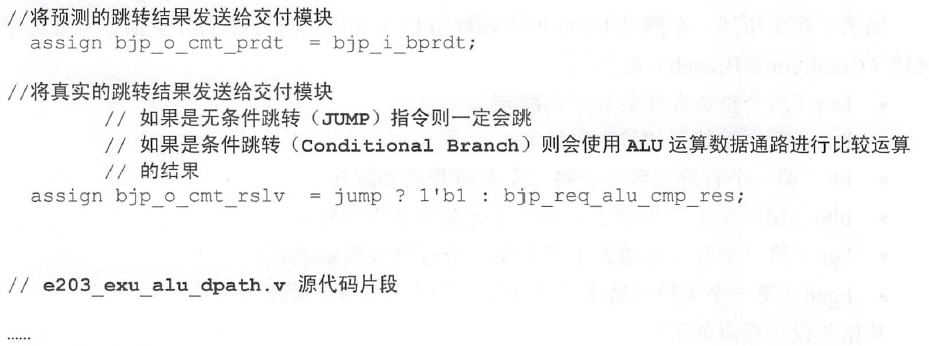 //将预测的跳转结果发送给交付模块
assign bjp_o_cmt_prdt = bjp_i_bprdt;
//将真实的跳转结果发送给交付模块
// 如果是无条件跳转（JUMP）指令则一定会跳
// 如果是条件跳转（Conditional Branch）则会使用 ALU 运算数据通路进行比较运算
// 的结果
assign bjp_o_cmt_rslv = jump ? 1'b1 : bjp_req_alu_cmp_res;
// e203_exu_alu_dpath.v 源代码片段
……